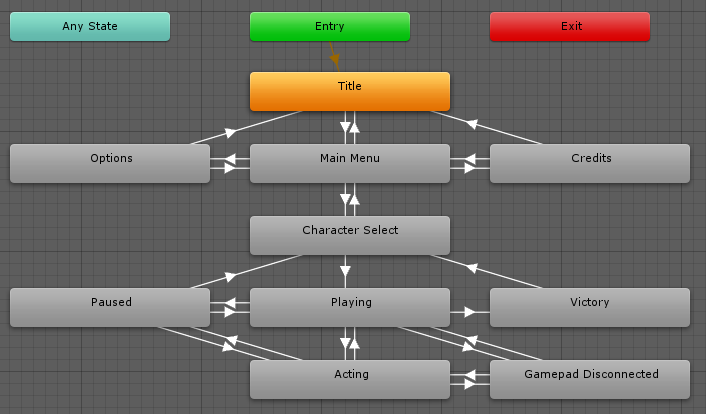 Any State
Entry
Exit
Title
Options
Main Menu
Credits
Character Select
Paused
Playing
Victory
Acting
Gamepad Disconnected